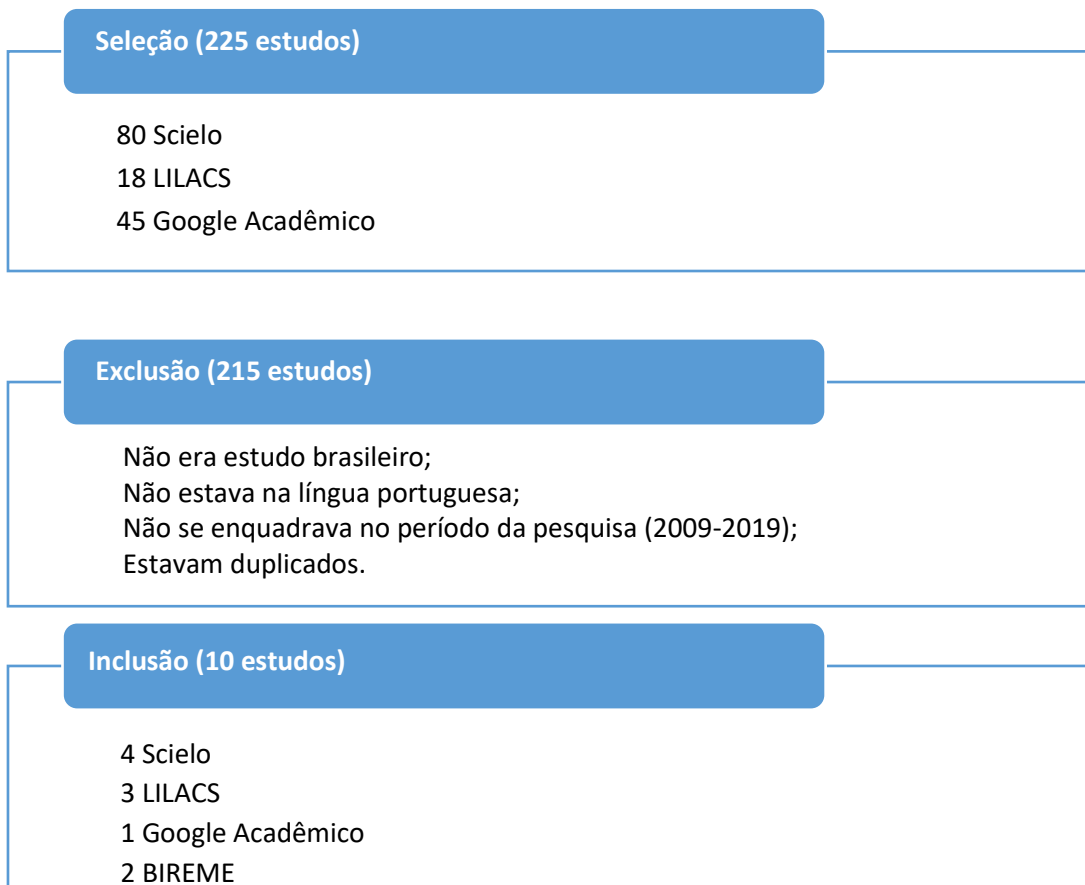 Seleção (225 estudos)
80 Scielo
18 LILACS
45 Google Acadêmico
Exclusão (215 estudos)
Não era estudo brasileiro;
Não estava na língua portuguesa;
Não se enquadrava no período da pesquisa (2009-2019);
Estavam duplicados.
Inclusão (10 estudos)
4 Scielo
3 LILACS
1 Google Acadêmico
2 BIREME